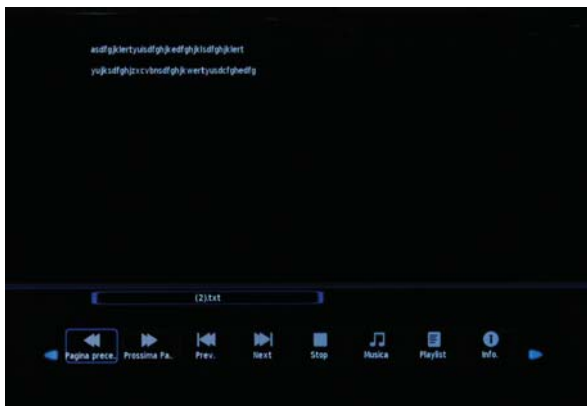 asdfgjklertyuisdfghjkedfghjklsdfghjklert
yujksdfghjzxcvbnsdfghjkwertyusdcfghedfg
(2).txt
Pagina prece. Prossima Pa. Prev. Next Stop Musica Playlist Info.